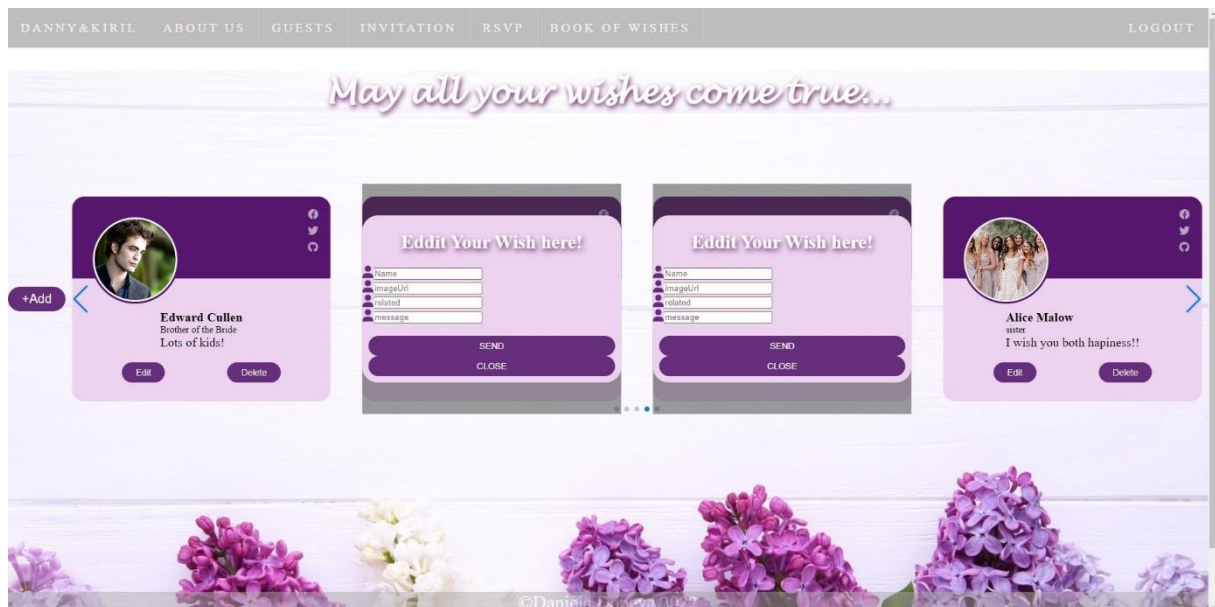 DANNY&KIRIL ABOUT US GUESTS INVITATION RSVP BOOK OF WISHES LOGOUT
May all your wishes come true...
+Add
Edward Cullen
Brother of the Bride
Lots of kids!
Edit Delete
Eddit Your Wish here!
Name
imageUrl
related
message
SEND
CLOSE
Eddit Your Wish here!
Name
imageUrl
related
message
SEND
CLOSE
Alice Malow
sister
I wish you both hapiness!!
Edit Delete
©Daniela Doneva 2022